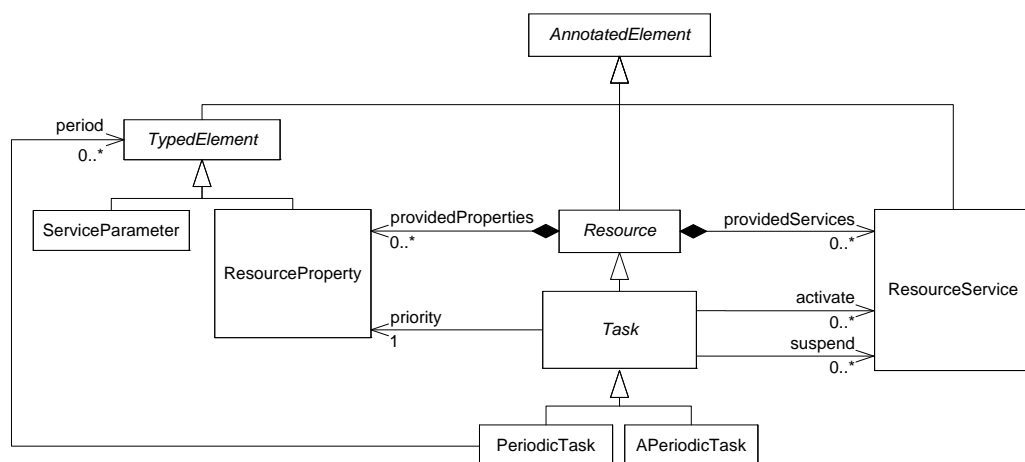 AnnotatedElement
period
TypedElement
0..*
ServiceParameter
providedProperties
Resource
providedServices
0..*
0..*
ResourceProperty
ResourceService
priority
Task
activate
1
0..*
suspend
0..*
PeriodicTask
APeriodicTask